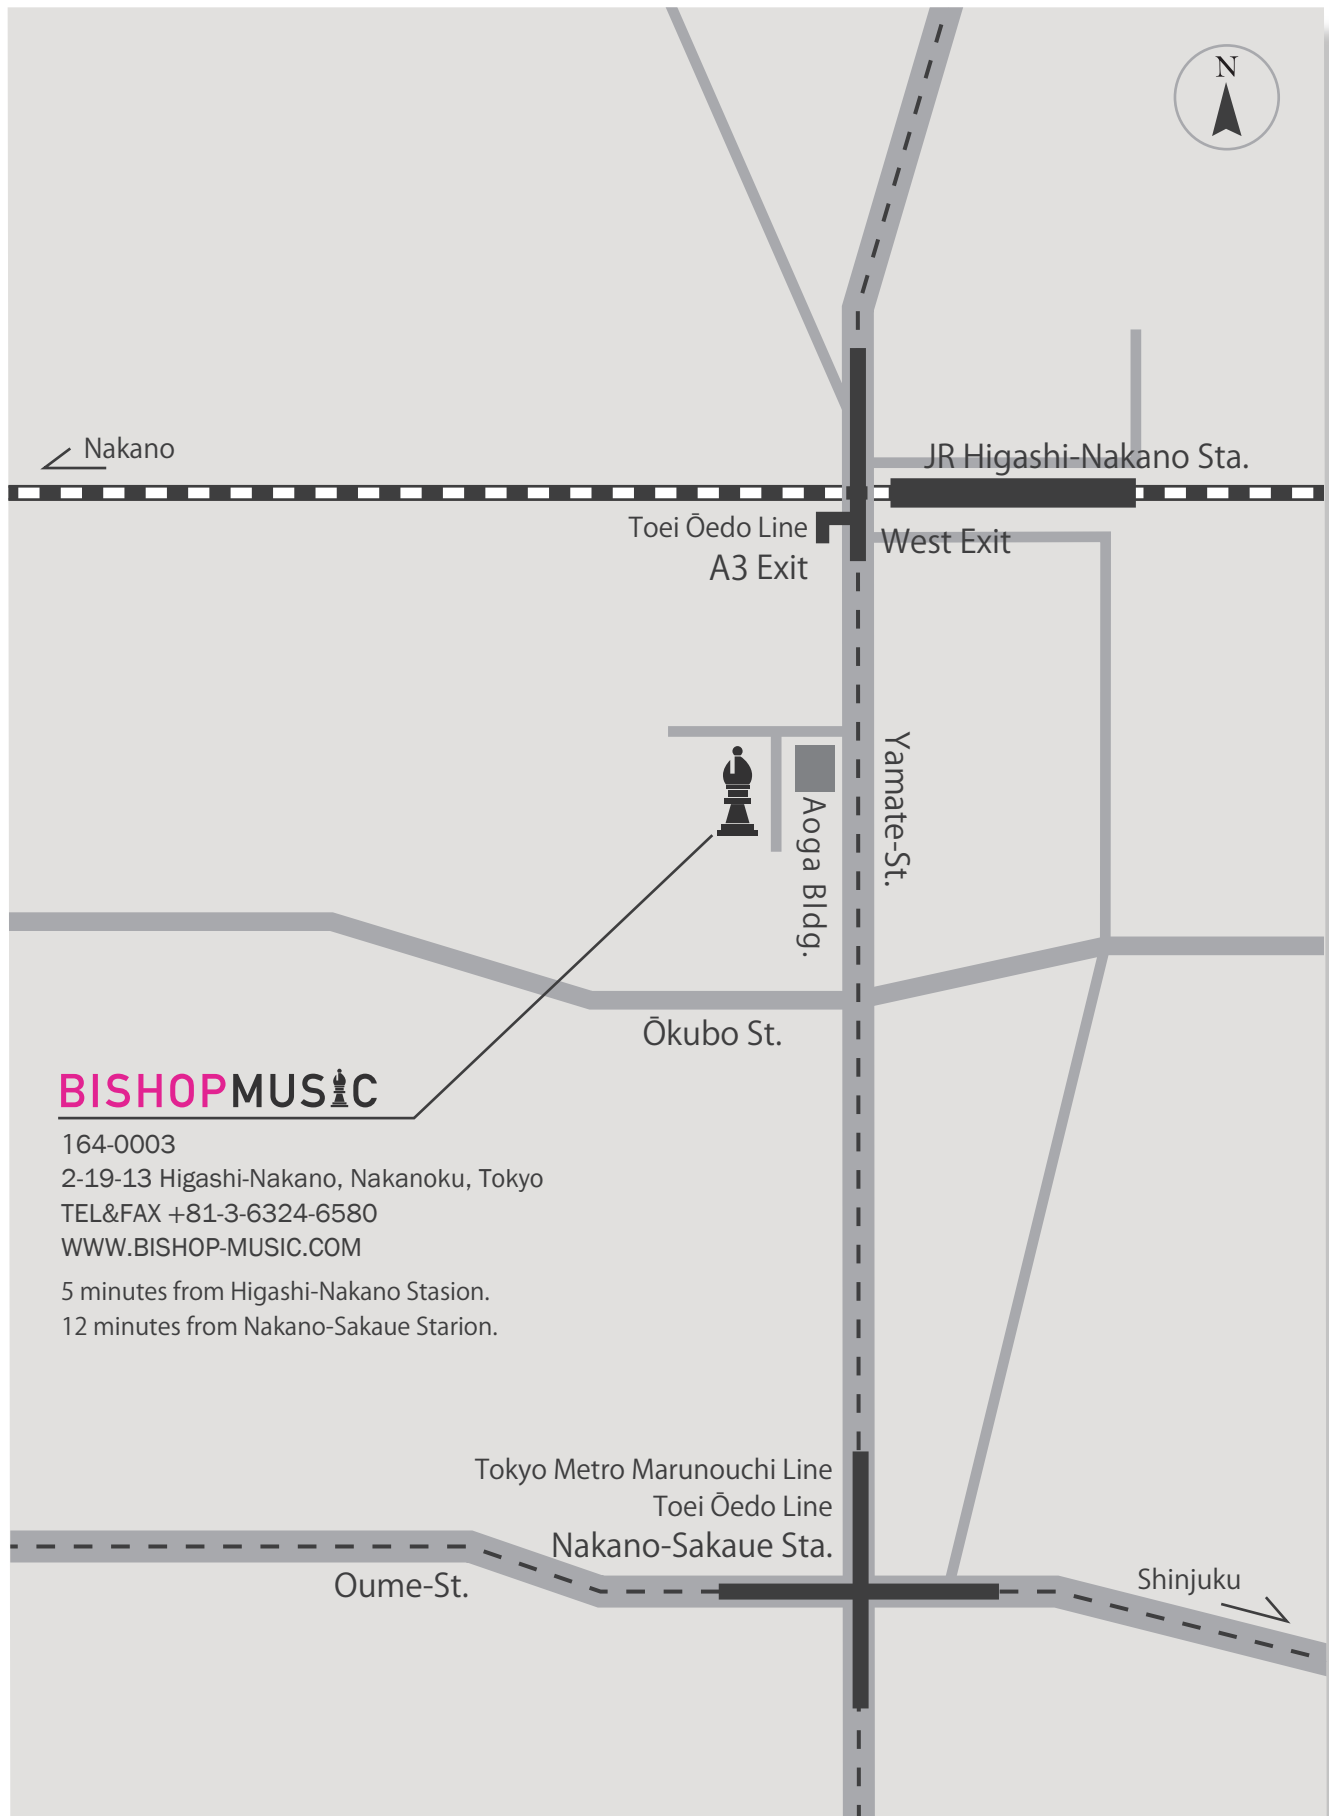 N
Nakano
JR Higashi-Nakano Sta.
Toei Ōedo Line
A3 Exit
West Exit
Yamate-St.
Aoga Bldg.
Ōkubo St.
BISHOPMUSIC
164-0003
2-19-13 Higashi-Nakano, Nakanoku, Tokyo
TEL&FAX +81-3-6324-6580
WWW.BISHOP-MUSIC.COM
5 minutes from Higashi-Nakano Stasion.
12 minutes from Nakano-Sakaue Starion.
Tokyo Metro Marunouchi Line
Toei Ōedo Line
Nakano-Sakaue Sta.
Oume-St.
Shinjuku